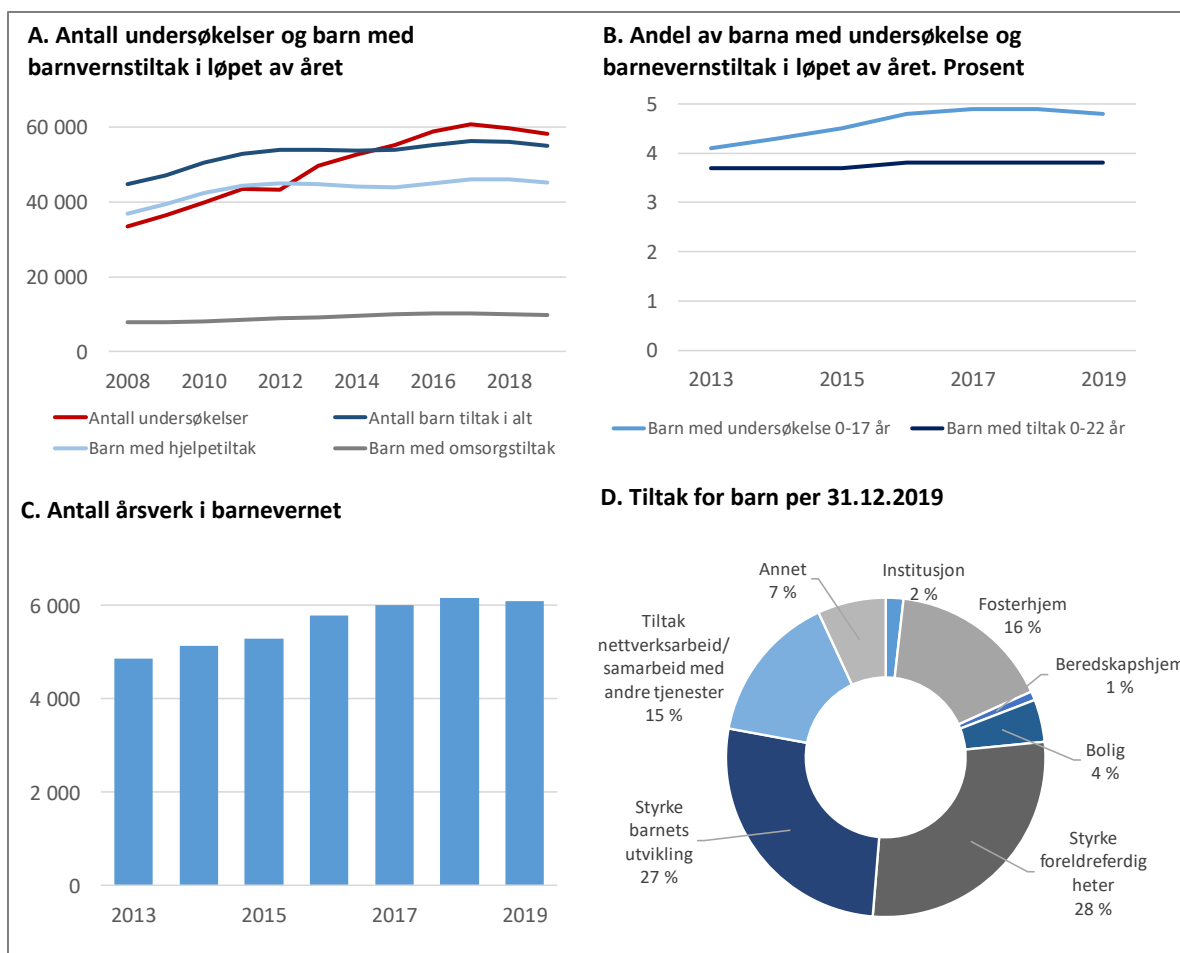 A. Antall undersøkelser og barn med
barnvernstiltak i løpet av året
60 000
40 000
20 000
0
2008
2010
2012
2014
2016
2018
Antall undersøkelser
Antall barn tiltak i alt
Barn med hjelpetiltak
Barn med omsorgstiltak
B. Andel av barna med undersøkelse og
barnevernstiltak i løpet av året. Prosent
5
4
3
2
1
0
2013
2015
2017
2019
Barn med undersøkelse 0-17 år
Barn med tiltak 0-22 år
C. Antall årsverk i barnevernet
6 000
4 000
2 000
0
2013
2015
2017
2019
D. Tiltak for barn per 31.12.2019
Institusjon
2 %
Fosterhjem
16 %
Beredskapshjem
1 %
Bolig
4 %
Styrke
foreldreferdig
heter
28 %
Styrke
barnets
utvikling
27 %
Tiltak
nettverksarbeid/
samarbeid med
andre tjenester
15 %
Annet
7 %